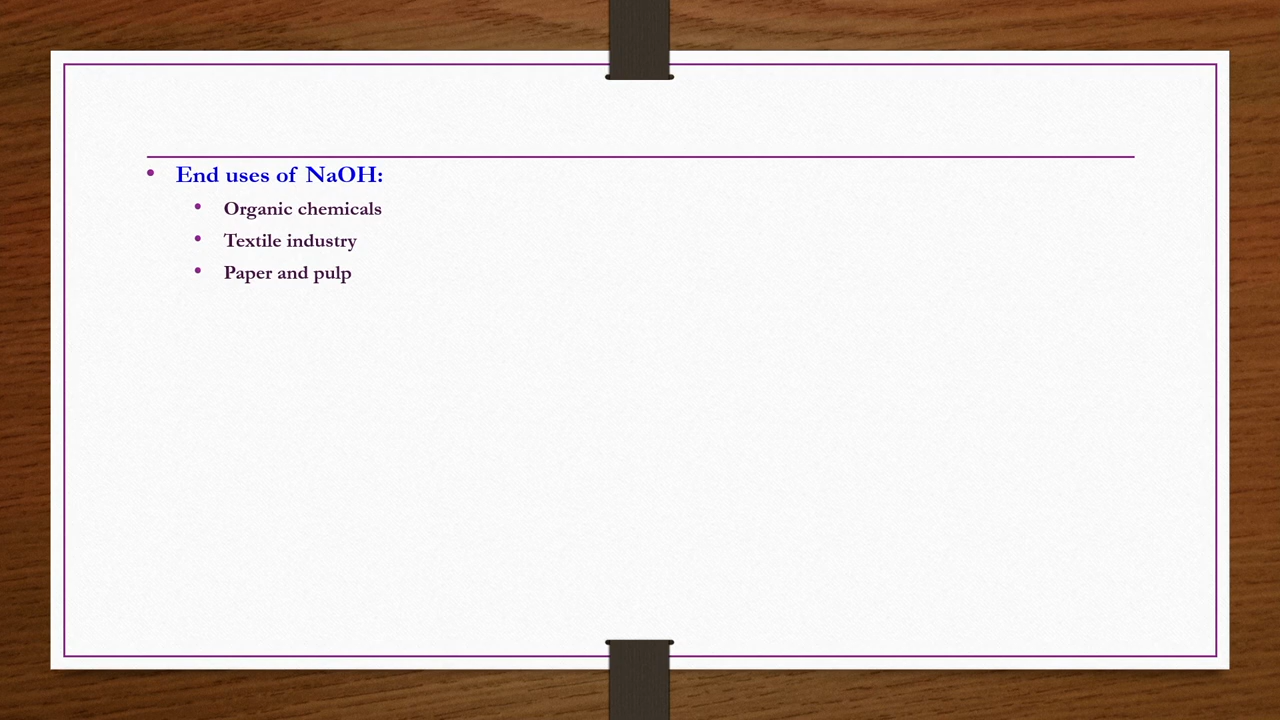 • End uses of NaOH:
• Organic chemicals
• Textile industry
• Paper and pulp